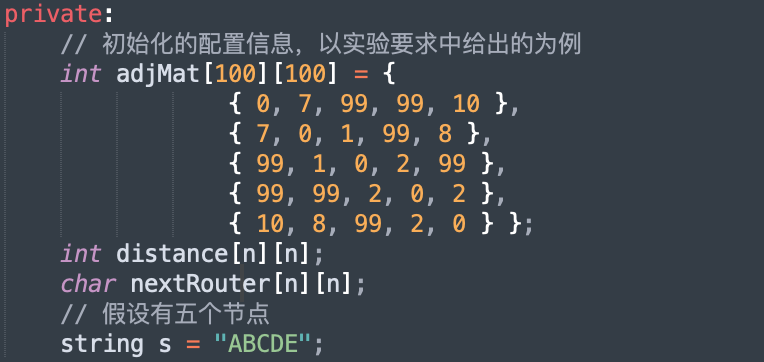 private:
// 初始化的配置信息，以实验要求中给出的为例
int adjMat[100][100] = {
{ 0, 7, 99, 99, 10 },
{ 7, 0, 1, 99, 8 },
{ 99, 1, 0, 2, 99 },
{ 99, 99, 2, 0, 2 },
{ 10, 8, 99, 2, 0 } };
int distance[n][n];
char nextRouter[n][n];
// 假设有五个节点
string s = "ABCDE";